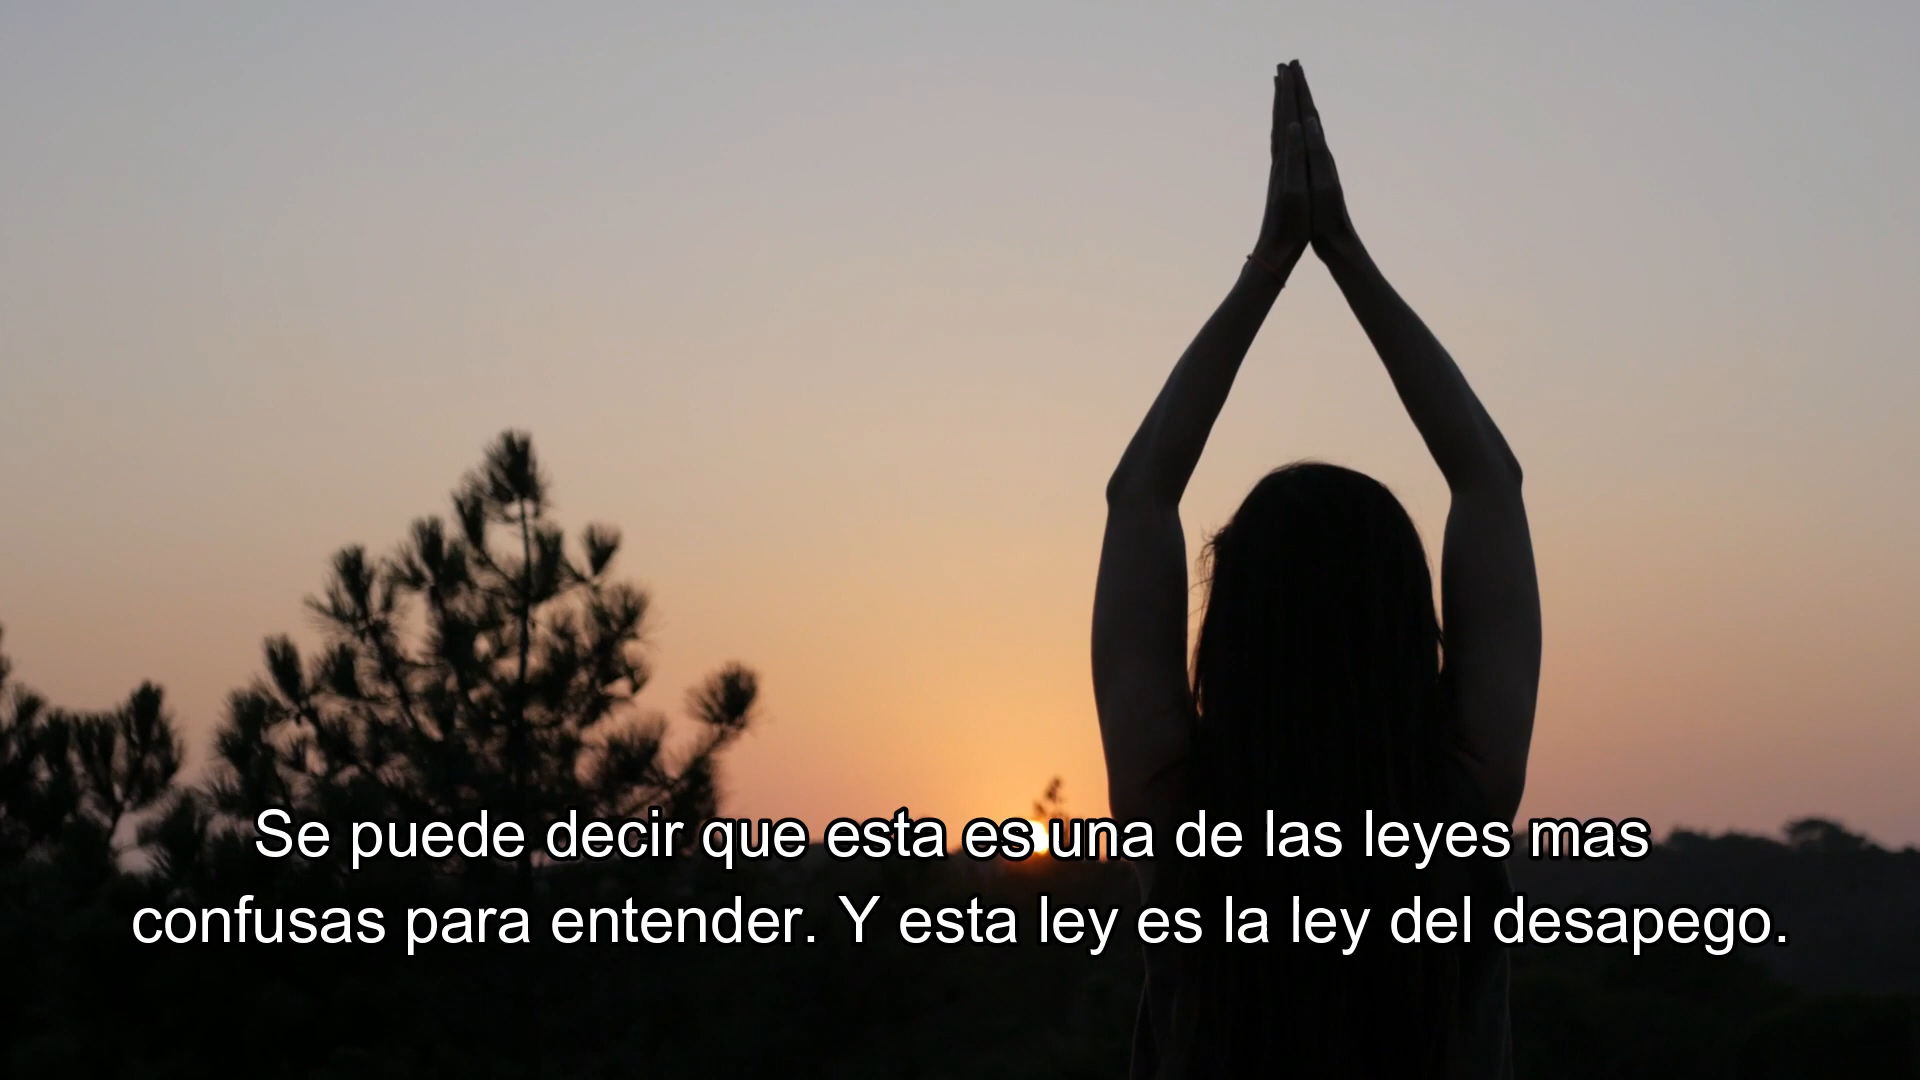 Se puede decir que esta es una de las leyes mas
confusas para entender. Y esta ley es la ley del desapego.